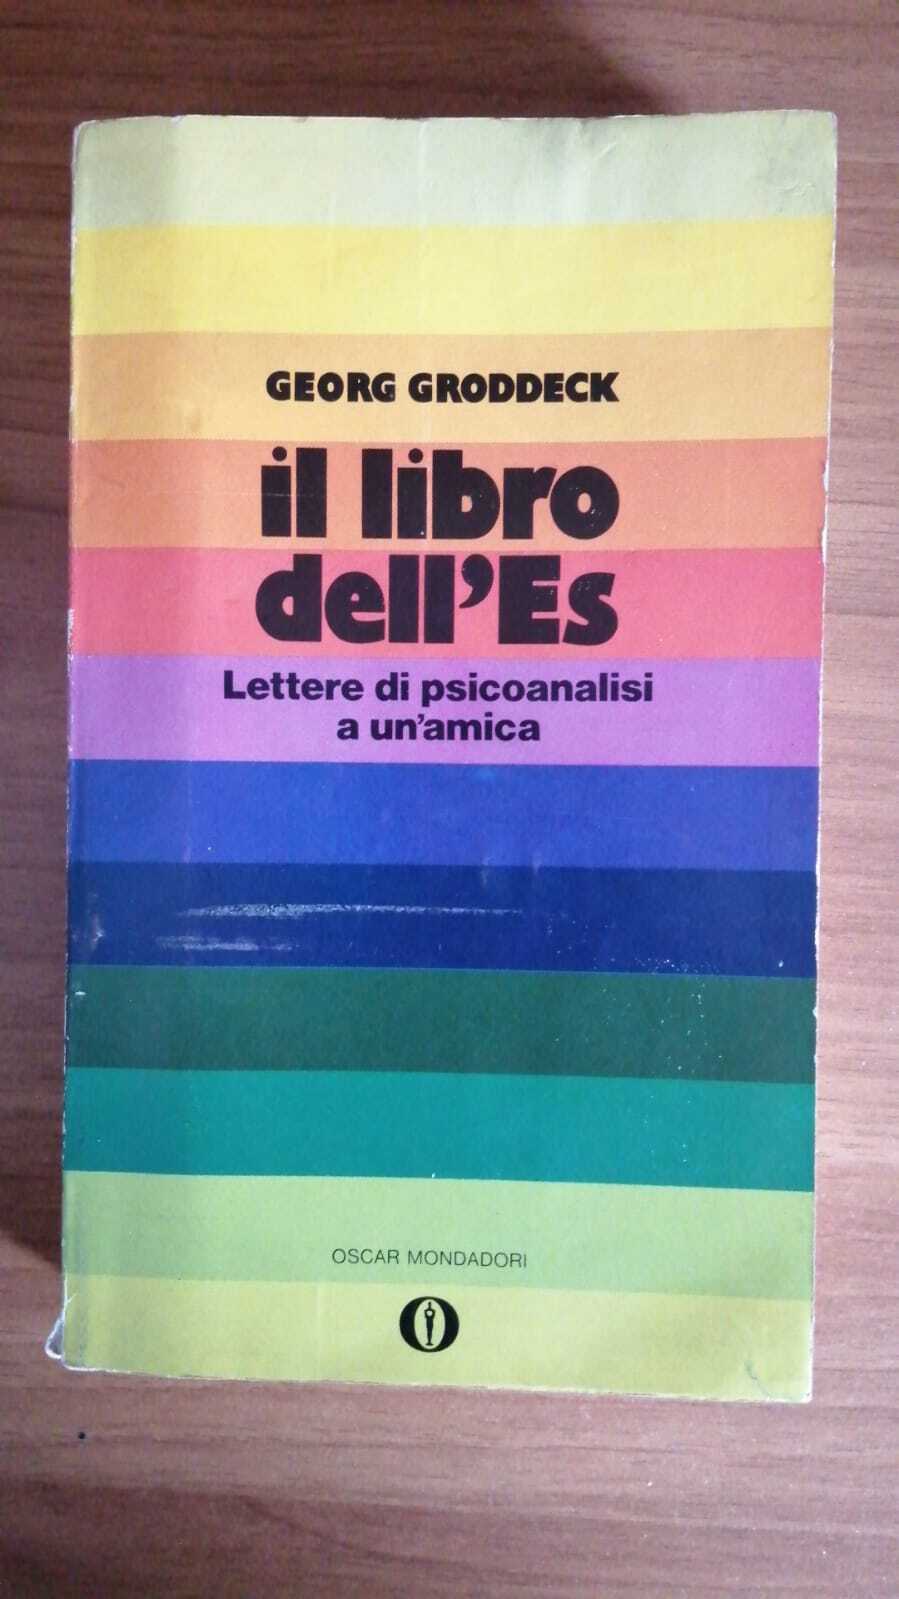 GEORG GRODDECK
il libro
dell'Es
Lettere di psicoanalisi
a un'amica
OSCAR MONDADORI